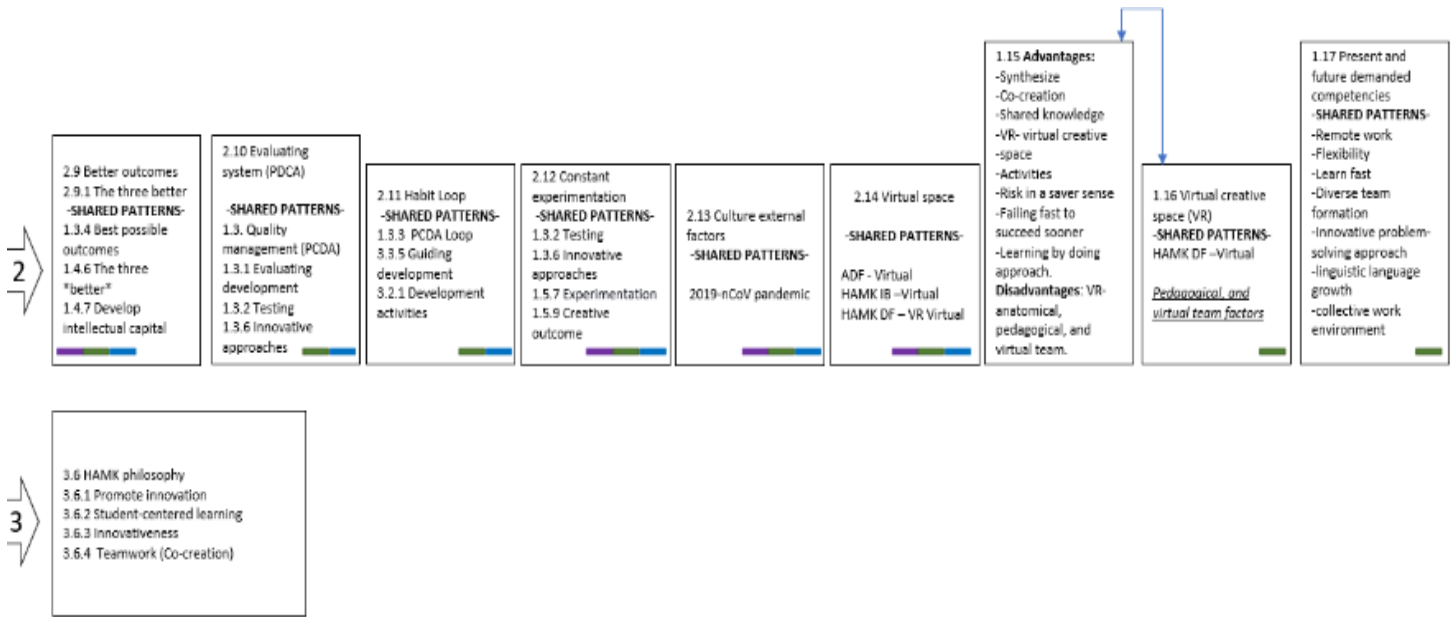 2
2.9 Better outcomes
2.9.1 The three better
-SHARED PATTERNS-
1.3.4 Best possible
outcomes
1.4.6 The three
*better*
1.4.7 Develop
intellectual capital
2.10 Evaluating
system (PDCA)
-SHARED PATTERNS-
1.3. Quality
management (PCDA)
1.3.1 Evaluating
development
1.3.2 Testing
1.3.6 Innovative
approaches
2.11 Habit Loop
-SHARED PATTERNS-
1.3.3 PCDA Loop
3.3.5 Guiding
development
3.2.1 Development
activities
2.12 Constant
experimentation
-SHARED PATTERNS-
1.3.2 Testing
1.3.6 Innovative
approaches
1.5.7 Experimentation
1.5.9 Creative
outcome
2.13 Culture external
factors
-SHARED PATTERNS-
2019-nCoV pandemic
2.14 Virtual space
-SHARED PATTERNS-
ADF - Virtual
HAMK IB –Virtual
HAMK DF – VR Virtual
1.15 Advantages:
-Synthesize
-Co-creation
-Shared knowledge
-VR- virtual creative
-space
-Activities
-Risk in a saver sense
-Failing fast to
succeed sooner
-Learning by doing
approach.
Disadvantages: VR-
anatomical,
pedagogical, and
virtual team.
1.16 Virtual creative
space (VR)
-SHARED PATTERNS-
HAMK DF –Virtual
Pedagogical, and
virtual team factors
1.17 Present and
future demanded
competencies
-SHARED PATTERNS-
-Remote work
-Flexibility
-Learn fast
-Diverse team
formation
-Innovative problem-
solving approach
-linguistic language
growth
-collective work
environment
3
3.6 HAMK philosophy
3.6.1 Promote innovation
3.6.2 Student-centered learning
3.6.3 Innovativeness
3.6.4 Teamwork (Co-creation)